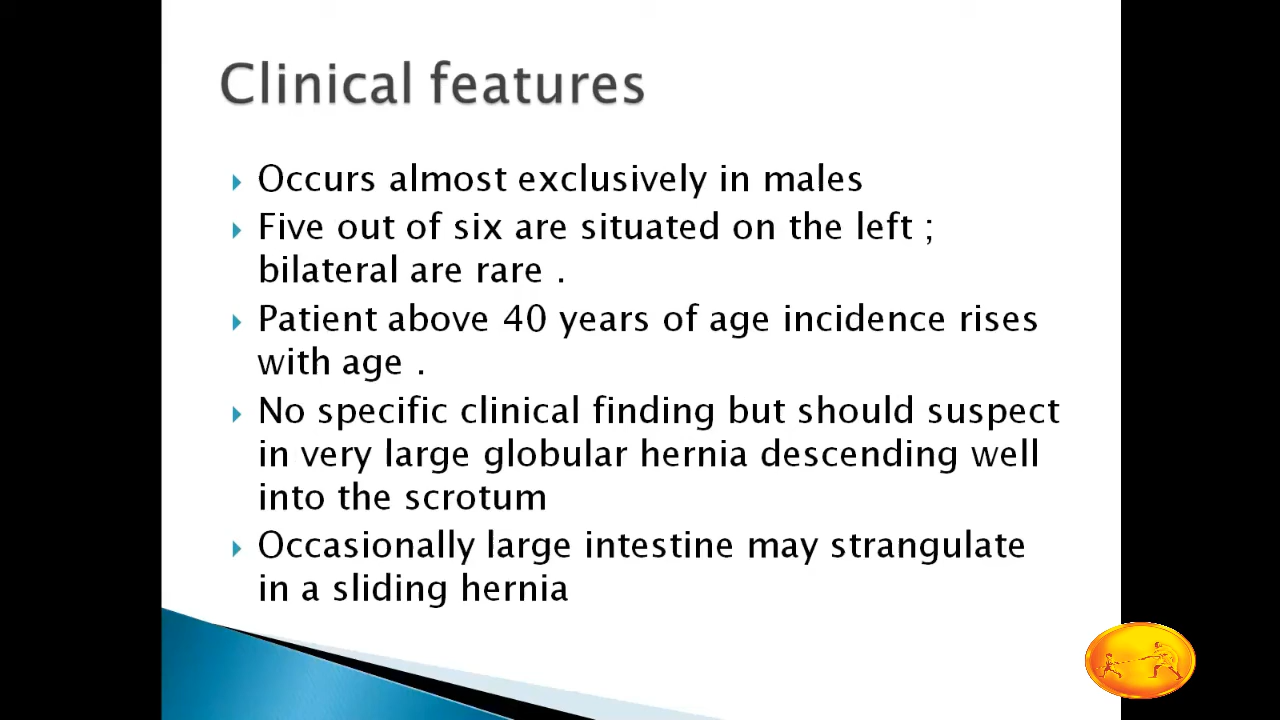 Clinical features
Occurs almost exclusively in males
Five out of six are situated on the left ;
bilateral are rare .
Patient above 40 years of age incidence rises
with age .
No specific clinical finding but should suspect
in very large globular hernia descending well
into the scrotum
Occasionally large intestine may strangulate
in a sliding hernia